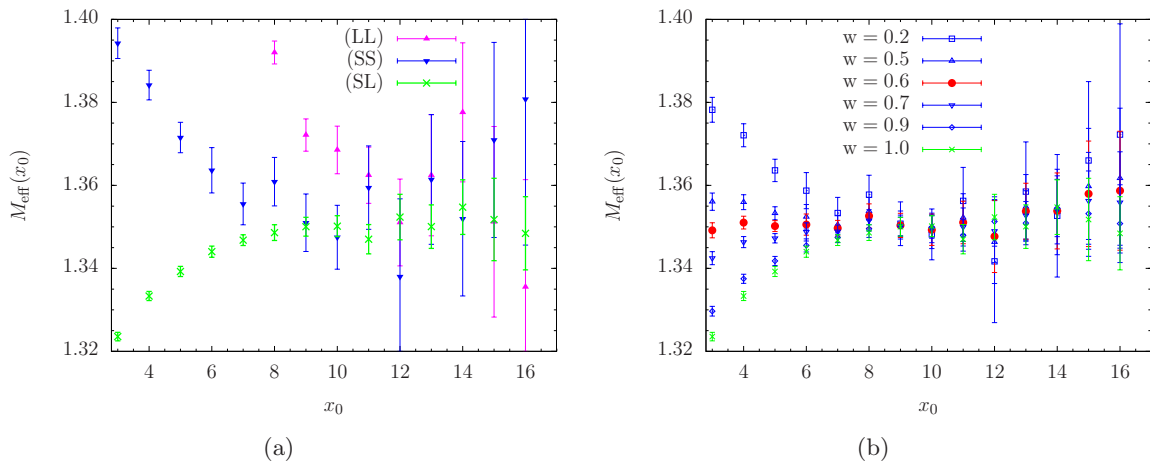 1.40
1.38
1.36
1.34
1.32
M_eff(x_0)
(LL)
(SS)
(SL)
4 6 8 10 12 14 16
x_0
(a)
1.40
1.38
1.36
1.34
1.32
M_eff(x_0)
w = 0.2
w = 0.5
w = 0.6
w = 0.7
w = 0.9
w = 1.0
4 6 8 10 12 14 16
x_0
(b)